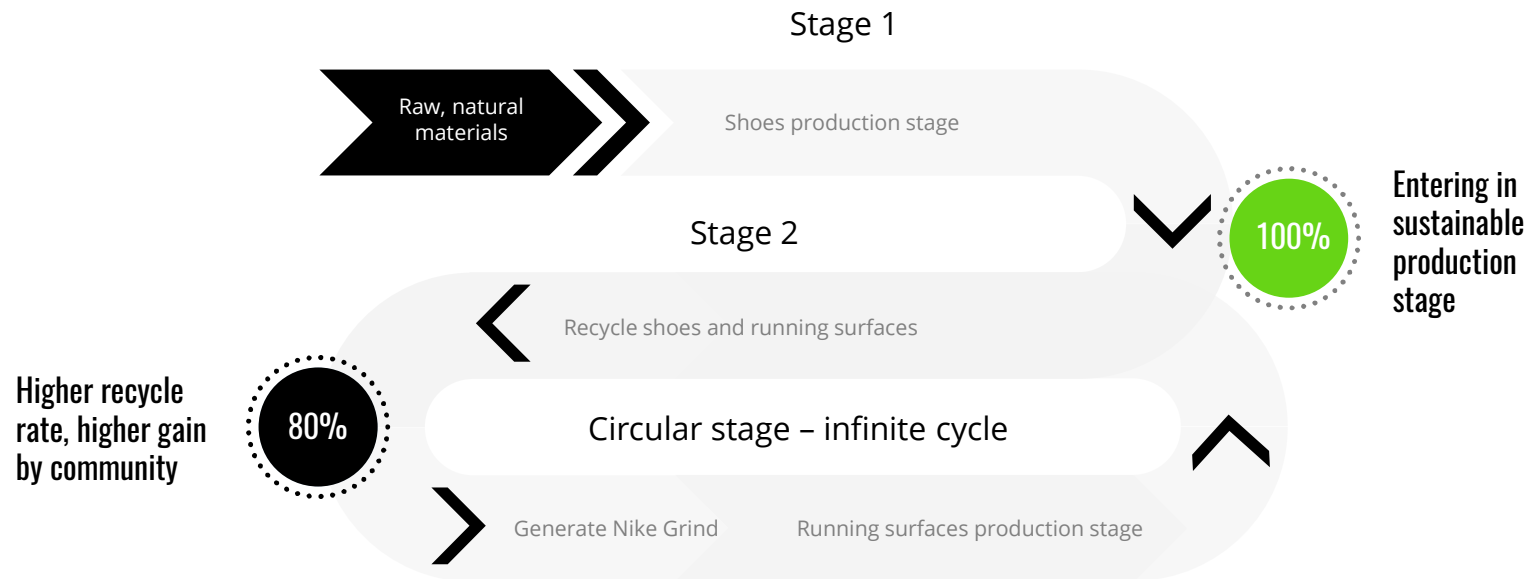 Stage 1
Raw, natural
materials
Shoes production stage
Entering in
sustainable
production
stage
100%
Stage 2
Recycle shoes and running surfaces
Higher recycle
rate, higher gain
by community
80%
Circular stage – infinite cycle
Generate Nike Grind
Running surfaces production stage